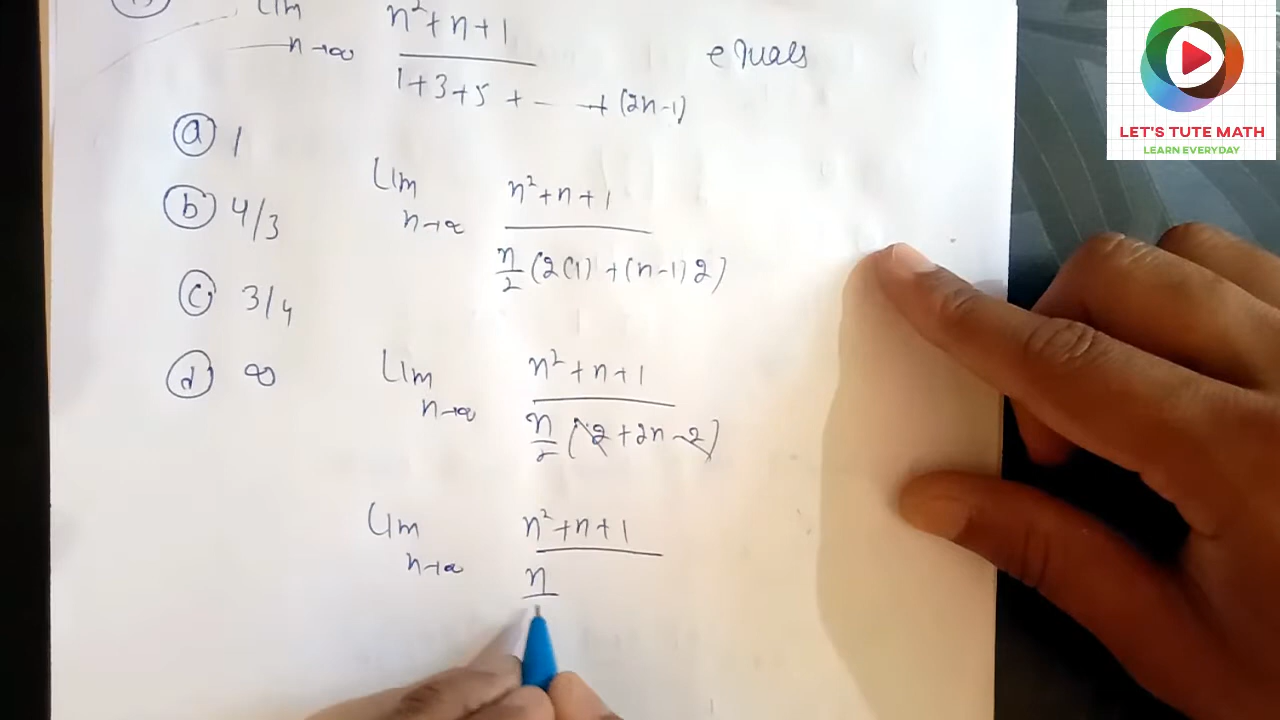 Lim n→∞ n²+n+1 / 1+3+5+--+(2n-1) equals
ⓐ 1
ⓑ 4/3
ⓒ 3/4
ⓓ ∞
Lim n→∞ n²+n+1 / n/2 (2(1)+(n-1)2)
Lim n→∞ n²+n+1 / n/2 (2+2n-2)
Lim n→∞ n²+n+1 / n
LET'S TUTE MATH
LEARN EVERYDAY